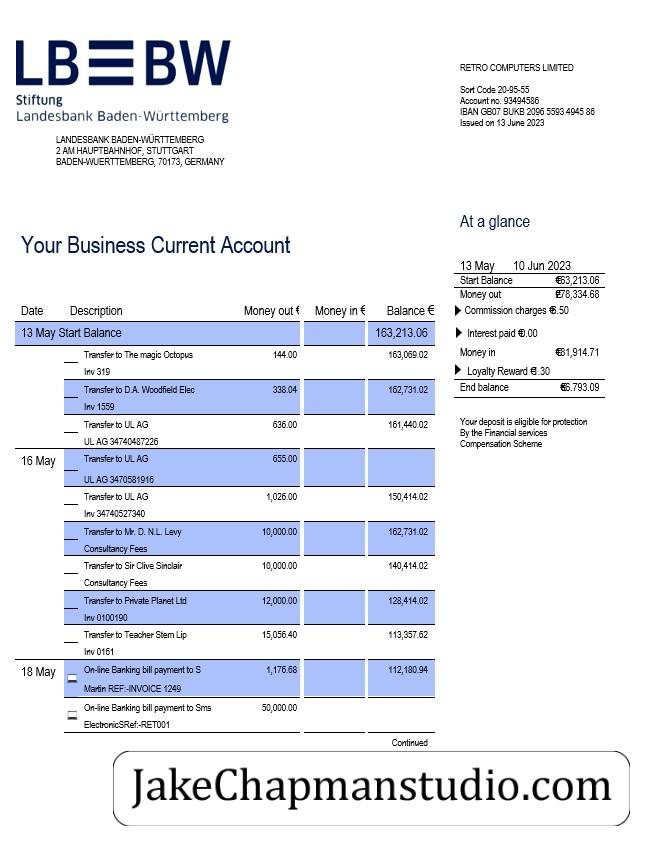 LBBW
Stiftung
Landesbank Baden-Württemberg
LANDESBANK BADEN-WÜRTTEMBERG
2 AM HAUPTBAHNHOF, STUTTGART
BADEN-WUERTTEMBERG, 70173, GERMANY
RETRO COMPUTERS LIMITED
Sort Code 20-95-55
Account no. 93494586
IBAN GB07 BUKB 2096 5593 4945 86
Issued on 13 June 2023
At a glance
Your Business Current Account
13 May 10 Jun 2023
Start Balance €63,213.06
Money out £78,334.68
Commission charges €6.50
Interest paid €0.00
Money in €31,914.71
Loyalty Reward €1.30
End balance €6.793.09
Your deposit is eligible for protection
By the Financial services
Compensation Scheme
Date Description Money out € Money in € Balance €
13 May Start Balance 163,213.06
Transfer to The magic Octopus 144.00 163,069.02
Inv 319
Transfer to D.A. Woodfield Elec 338.04 162,731.02
Inv 1559
Transfer to UL AG 636.00 161,440.02
UL AG 34740487226
16 May Transfer to UL AG 655.00
UL AG 3470581916
Transfer to UL AG 1,026.00 150,414.02
Inv 34740527340
Transfer to Mr. D. N.L. Levy 10,000.00 162,731.02
Consultancy Fees
Transfer to Sir Clive Sinclair 10,000.00 140,414.02
Consultancy Fees
Transfer to Private Planet Ltd 12,000.00 128,414.02
Inv 0100190
Transfer to Teacher Stem Lip 15,056.40 113,357.62
Inv 0161
18 May On-line Banking bill payment to S 1,176.68 112,180.94
Martin REF:-INVOICE 1249
On-line Banking bill payment to Sms 50,000.00
ElectronicSRef:-RET001
Continued
JakeChapmanstudio.com